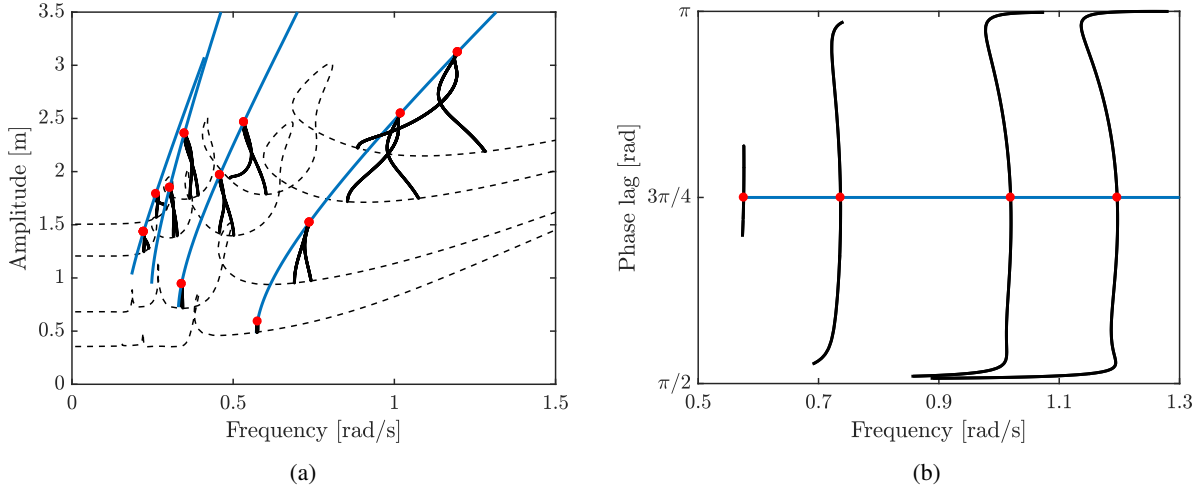 3.5
3
2.5
2
1.5
1
0.5
0
Amplitude [m]
0
0.5
1
1.5
Frequency [rad/s]
(a)
π
3π/4
π/2
Phase lag [rad]
0.5
0.7
0.9
1.1
1.3
Frequency [rad/s]
(b)